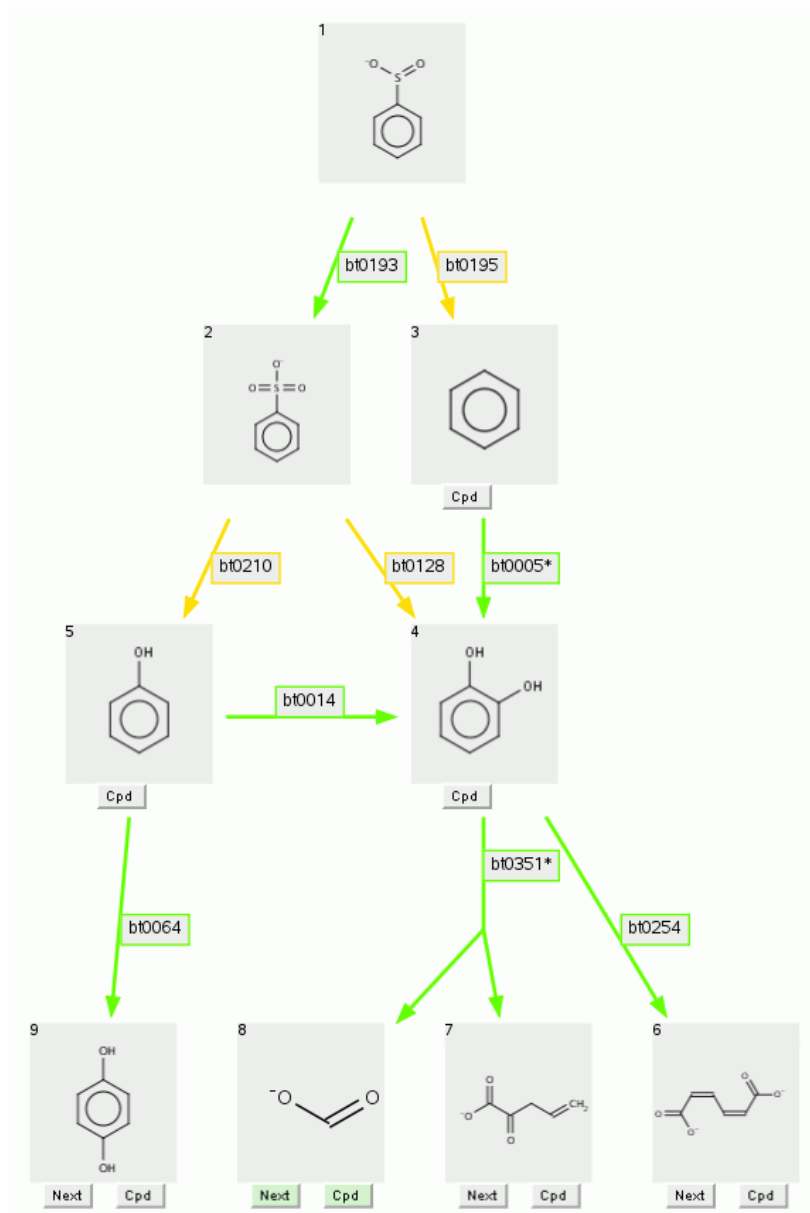 1
⁻O
S
O
bt0193
bt0195
2
3
O⁻
O
S
O
Cpd
bt0210
bt0128
bt0005*
5
4
OH
OH
OH
bt0014
Cpd
Cpd
bt0351*
bt0064
bt0254
9
8
7
6
OH
OH
⁻O
O
O
⁻O
O
CH₂
O
O
O⁻
O⁻
Next
Cpd
Next
Cpd
Next
Cpd
Next
Cpd